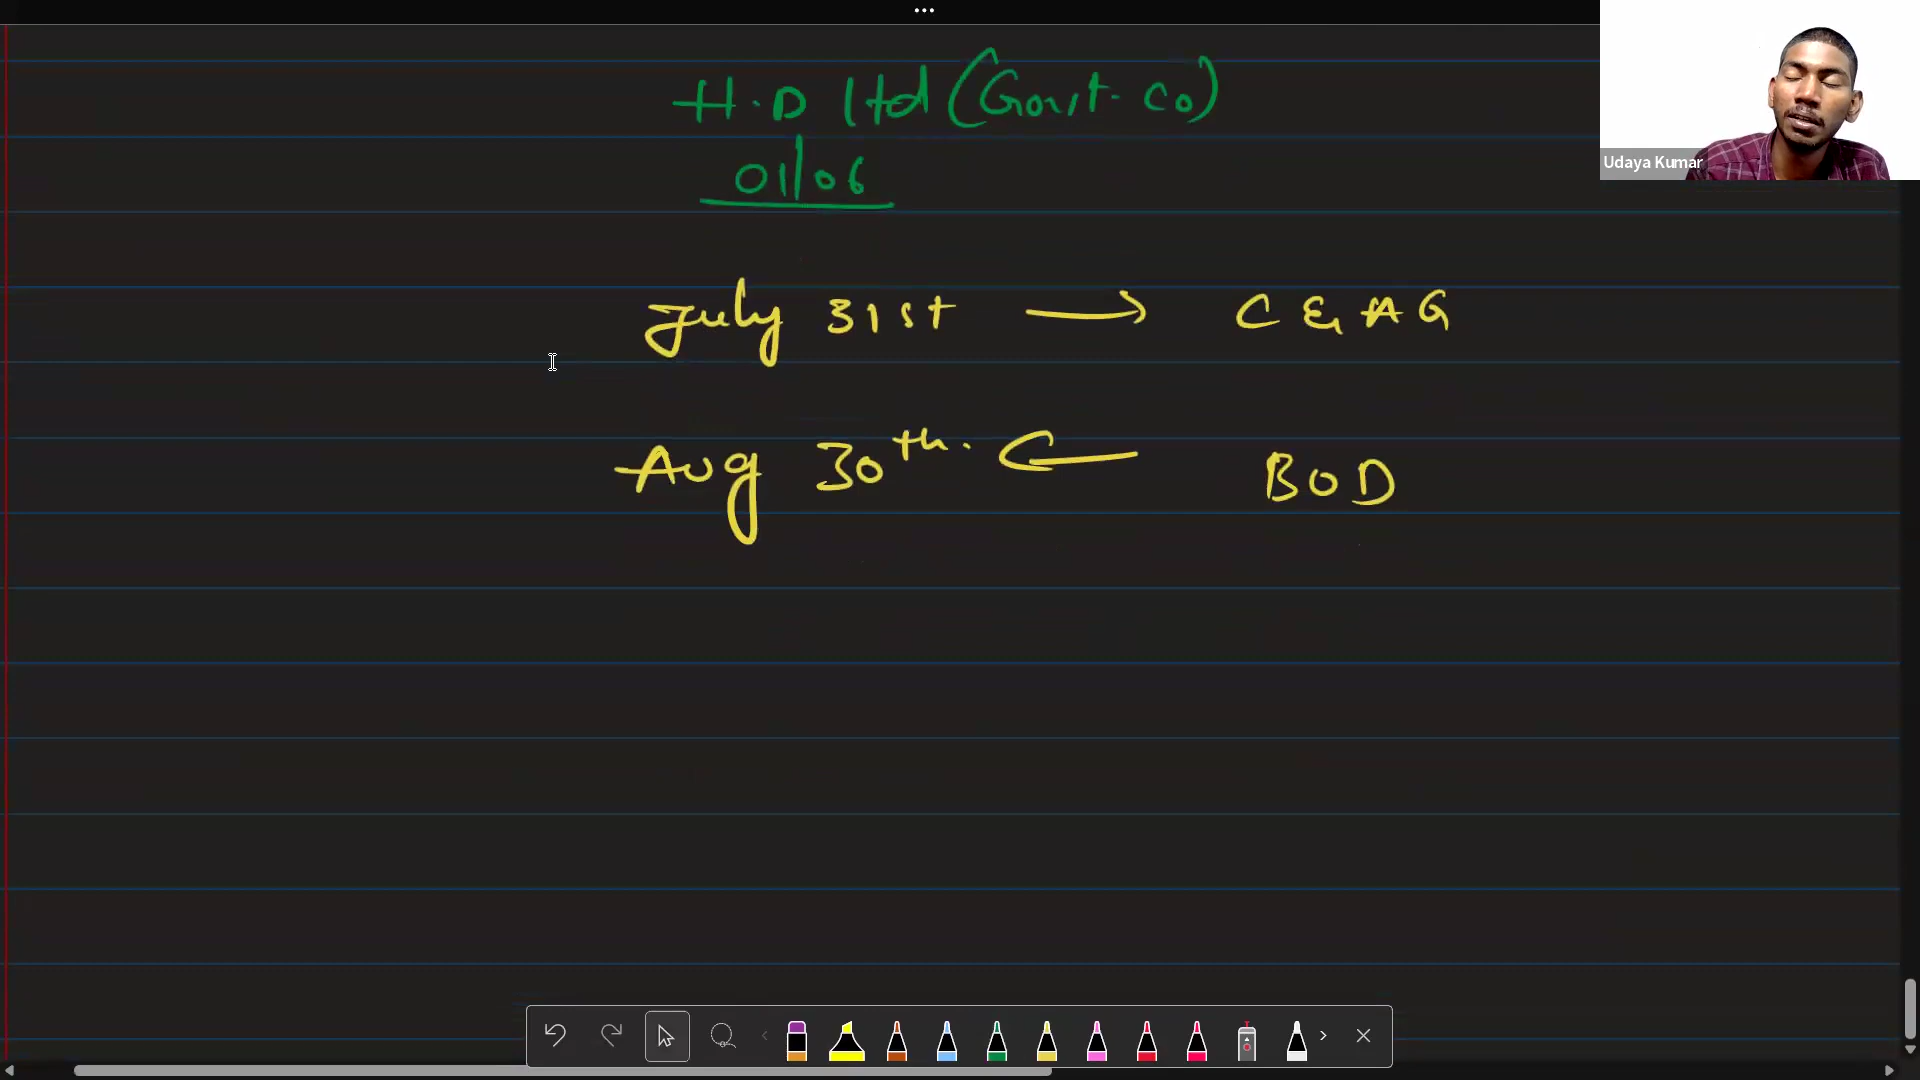 H.D ltd (Govt. Co)
Udaya Kumar
01/06
July 31st → C & AG
Aug 30th. ← BOD